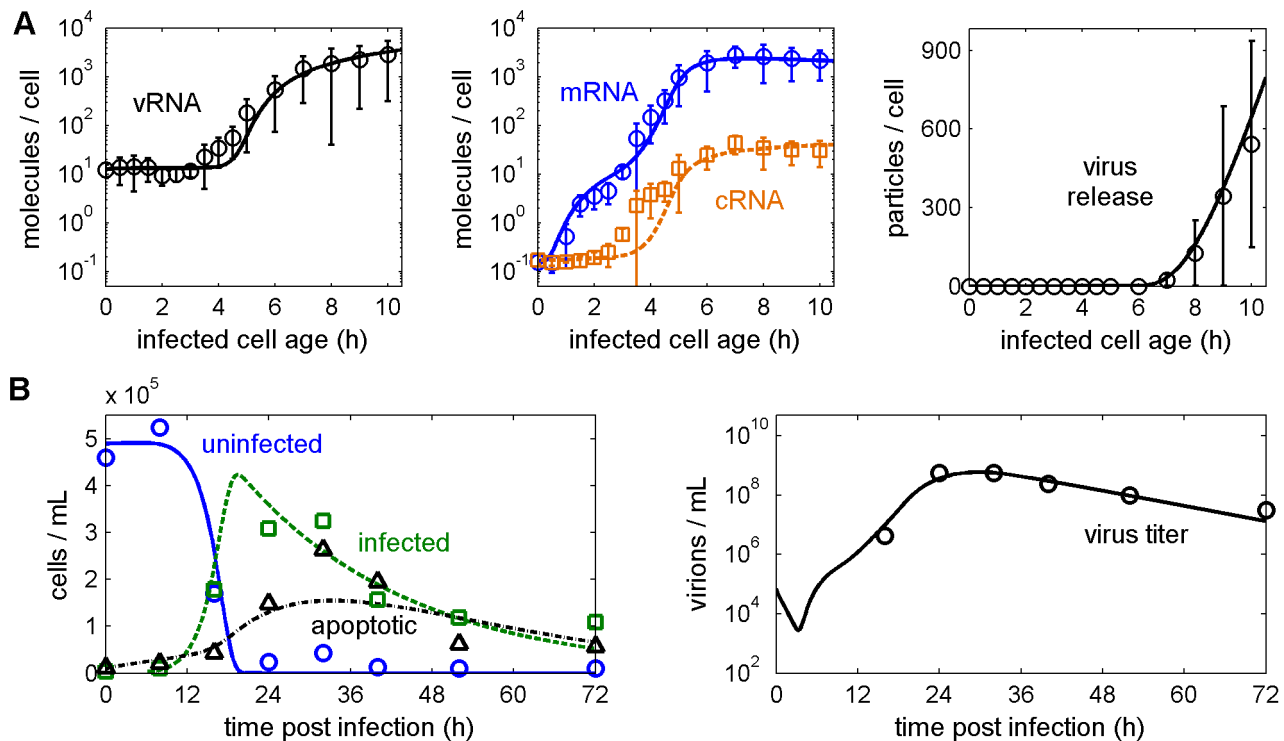 A
molecules / cell
10^4
10^3
10^2
10^1
10^0
10^-1
vRNA
0 2 4 6 8 10
infected cell age (h)
molecules / cell
10^4
10^3
10^2
10^1
10^0
10^-1
mRNA
cRNA
0 2 4 6 8 10
infected cell age (h)
particles / cell
900
600
300
0
virus
release
0 2 4 6 8 10
infected cell age (h)
B
x 10^5
cells / mL
5
4
3
2
1
0
uninfected
infected
apoptotic
0 12 24 36 48 60 72
time post infection (h)
virions / mL
10^10
10^8
10^6
10^4
10^2
virus titer
0 12 24 36 48 60 72
time post infection (h)